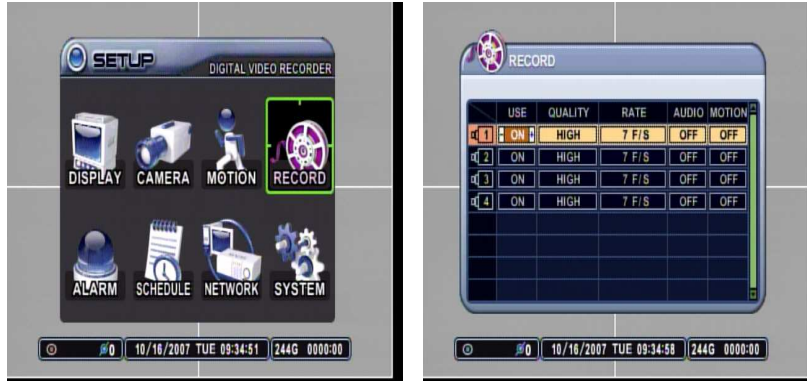 SETUP
DIGITAL VIDEO RECORDER
DISPLAY CAMERA MOTION RECORD
ALARM SCHEDULE NETWORK SYSTEM
0 10/16/2007 TUE 09:34:51 244G 0000:00
RECORD
USE QUALITY RATE AUDIO MOTION
1 ON HIGH 7 F/S OFF OFF
2 ON HIGH 7 F/S OFF OFF
3 ON HIGH 7 F/S OFF OFF
4 ON HIGH 7 F/S OFF OFF
0 10/16/2007 TUE 09:34:58 244G 0000:00